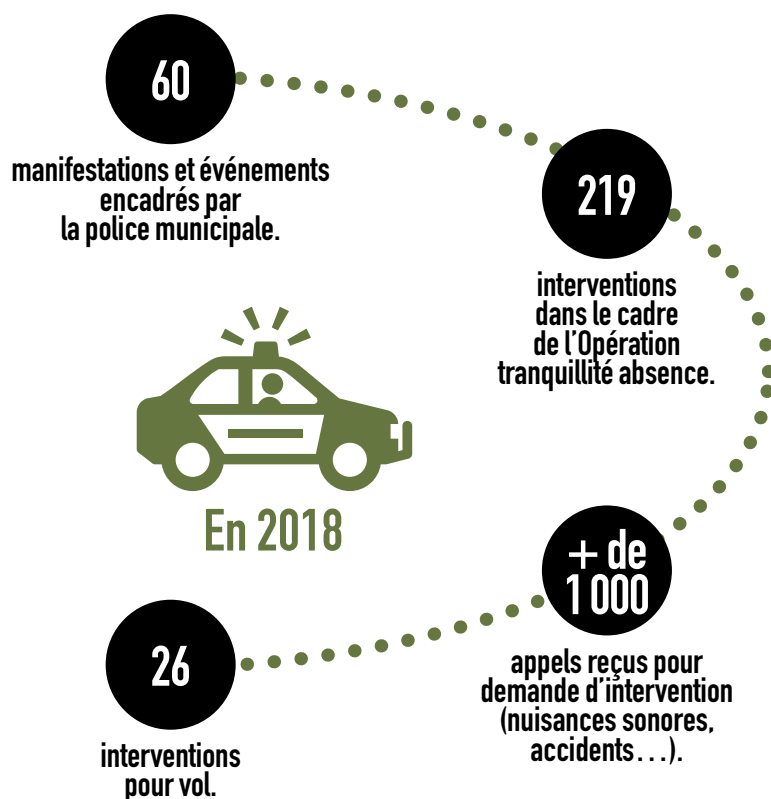 60
manifestations et événements
encadrés par
la police municipale.
219
interventions
dans le cadre
de l’Opération
tranquillité absence.
En 2018
+ de
1 000
appels reçus pour
demande d’intervention
(nuisances sonores,
accidents...).
26
interventions
pour vol.